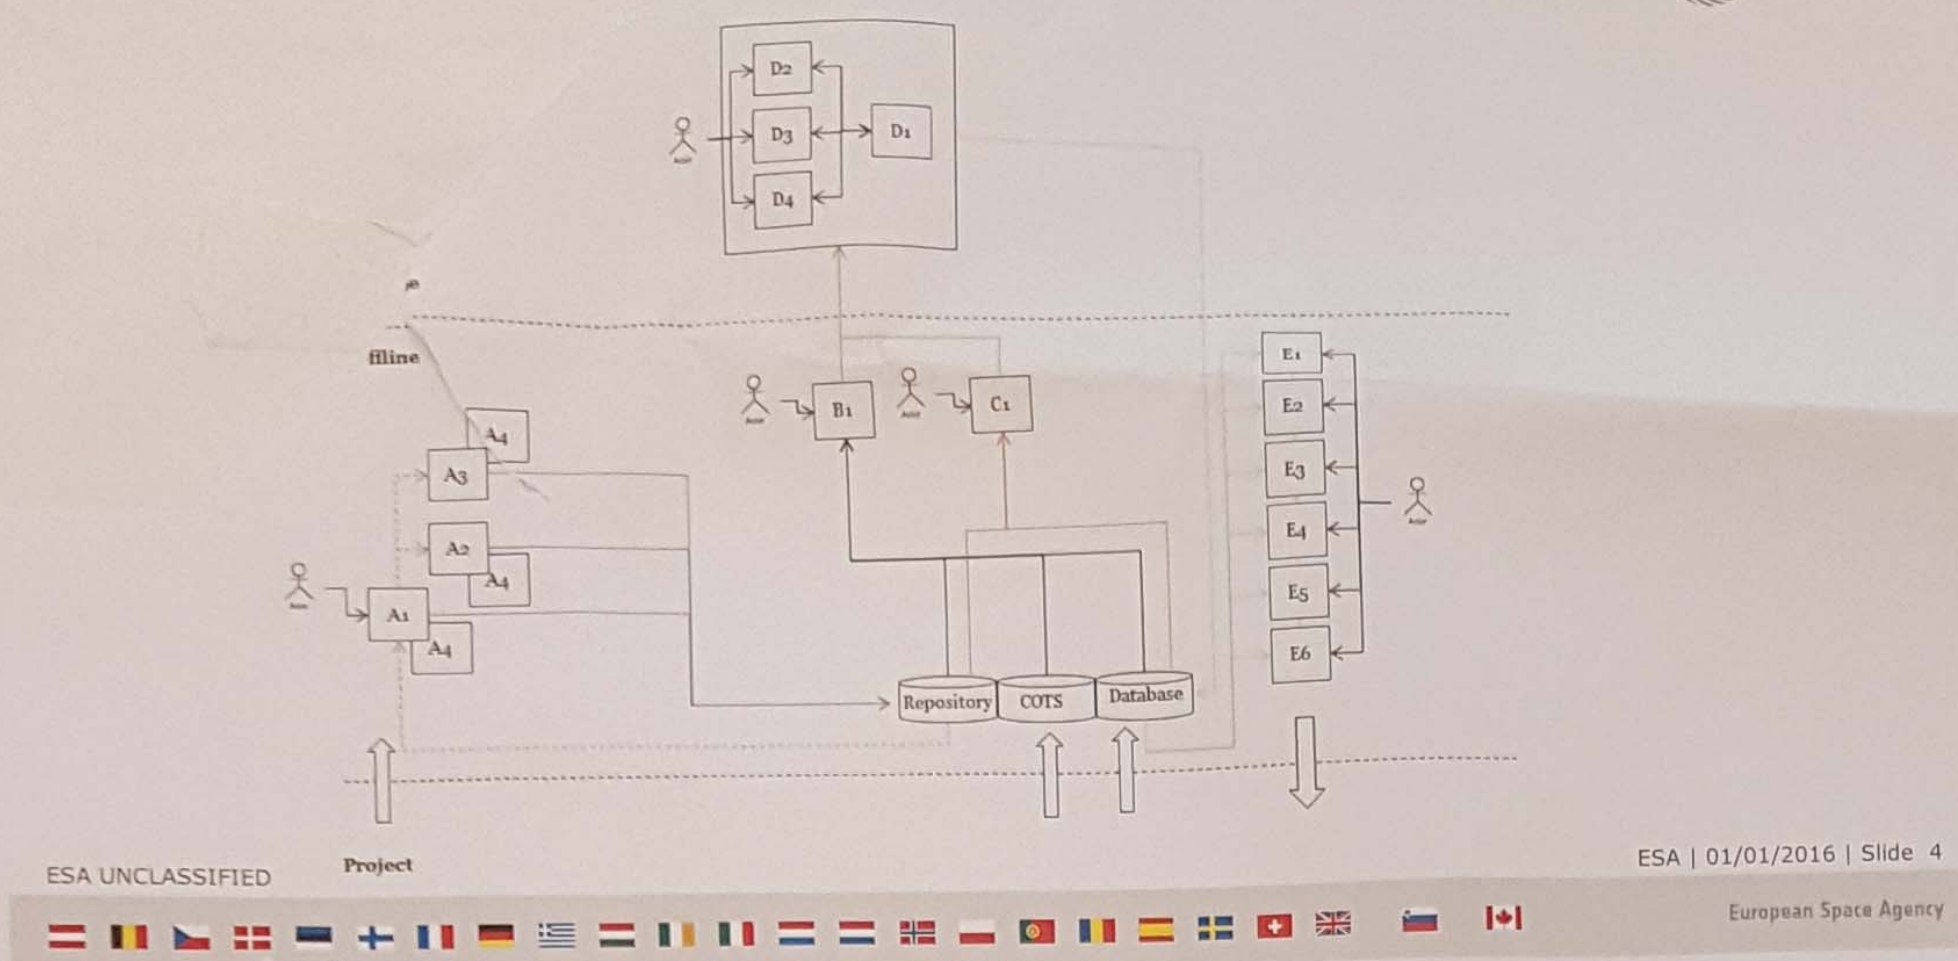 D2
D3
D1
D4
ffline
E1
E2
B1
C1
A4
A3
E3
E4
A2
A4
E5
A1
A4
E6
Repository
COTS
Database
Project
ESA UNCLASSIFIED
ESA | 01/01/2016 | Slide 4
European Space Agency